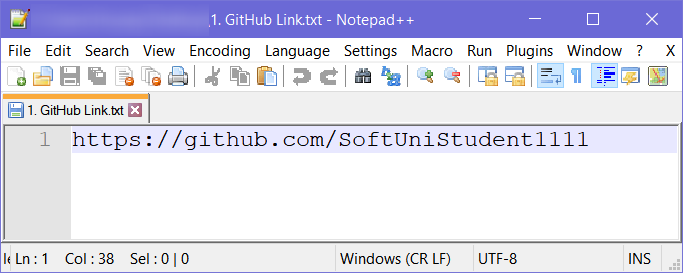 _1. GitHub Link.txt - Notepad++
File Edit Search View Encoding Language Settings Macro Run Plugins Window ? X
1. GitHub Link.txt
1 https://github.com/SoftUniStudent1111
Ln : 1 Col : 38 Sel : 0 | 0 Windows (CR LF) UTF-8 INS